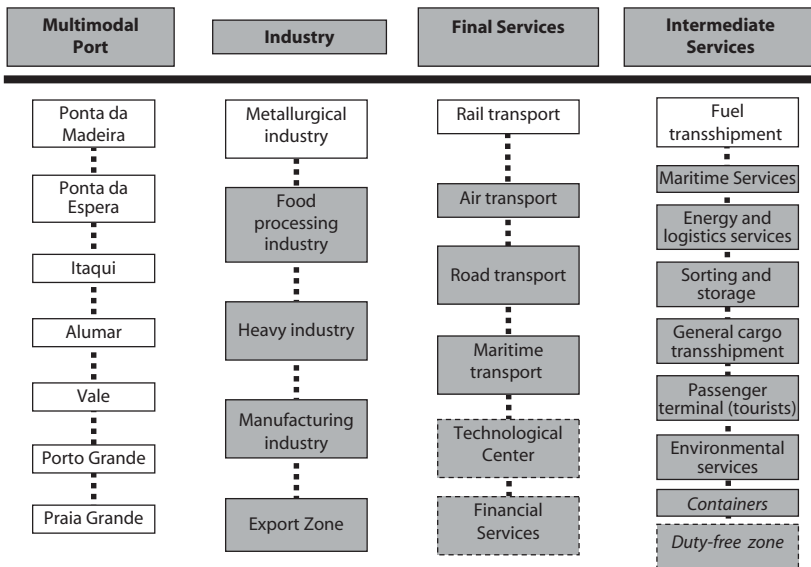 Multimodal
Port
Industry
Final Services
Intermediate
Services
Ponta da
Madeira
Ponta da
Espera
Itaqui
Alumar
Vale
Porto Grande
Praia Grande
Metallurgical
industry
Food
processing
industry
Heavy industry
Manufacturing
industry
Export Zone
Rail transport
Air transport
Road transport
Maritime
transport
Technological
Center
Financial
Services
Fuel
transshipment
Maritime Services
Energy and
logistics services
Sorting and
storage
General cargo
transshipment
Passenger
terminal (tourists)
Environmental
services
Containers
Duty-free zone